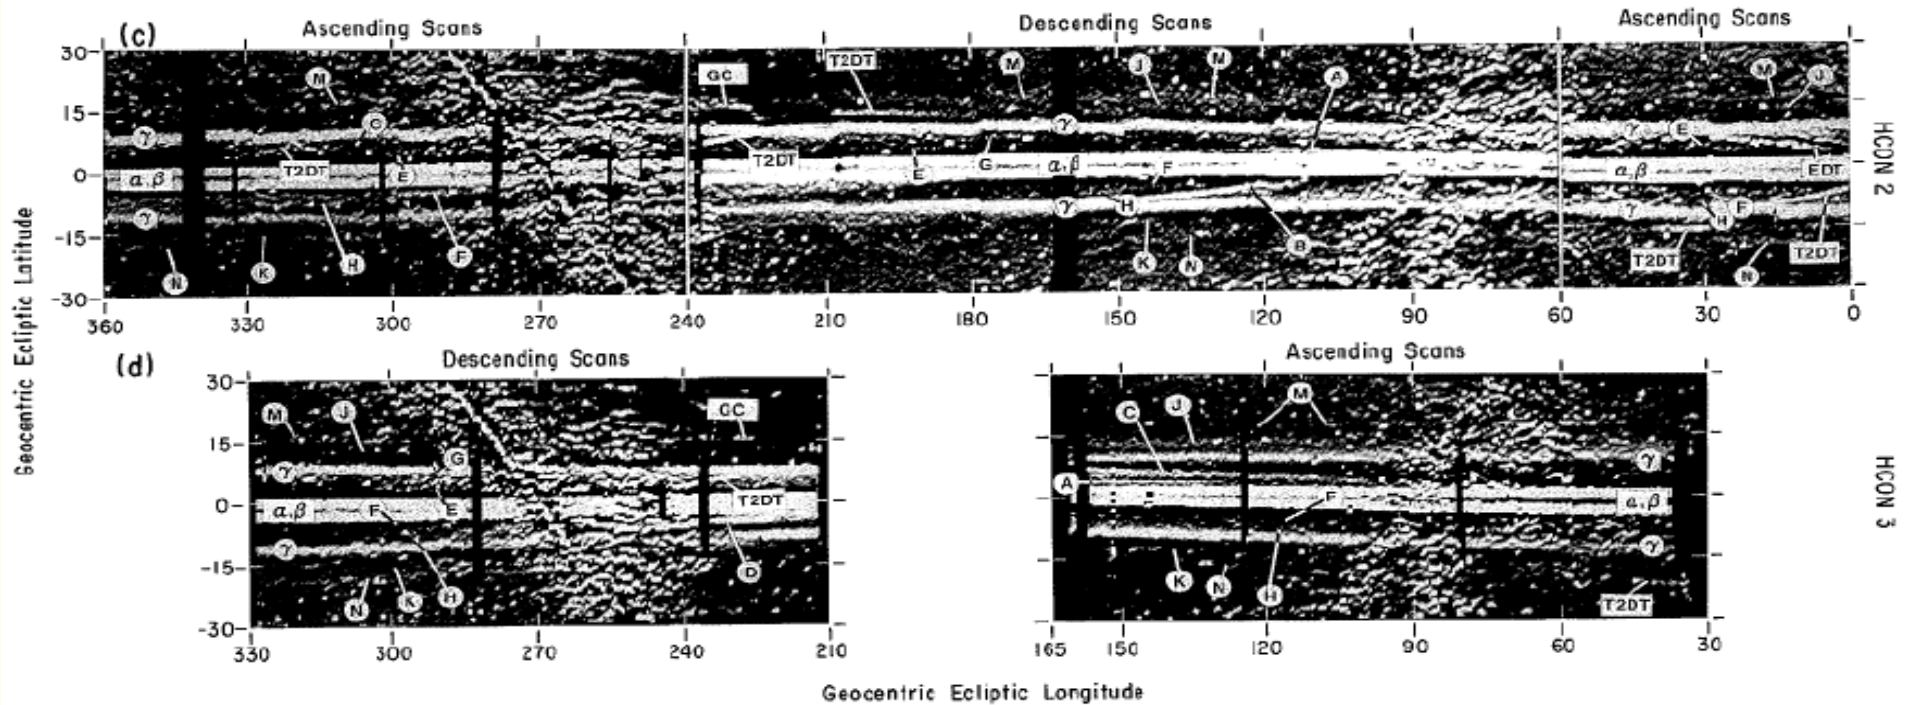 (c)
Ascending Scans
Descending Scans
Ascending Scans
30
M
GC
T2DT
M
J
M
A
M
J
15
γ
G
γ
γ
E
T2DT
T2DT
0
α,β
E
E
G
α,β
F
α,β
EDT
γ
γ
H
γ
H
F
-15
N
K
H
F
K
N
B
T2DT
N
T2DT
-30
360
330
300
270
240
210
180
150
120
90
60
30
0
HCON 2
Geocentric Ecliptic Latitude
(d)
Descending Scans
Ascending Scans
30
M
J
GC
C
J
M
15
γ
G
γ
0
α,β
F
E
T2DT
A
F
α,β
γ
γ
-15
N
K
H
D
K
N
H
T2DT
-30
330
300
270
240
210
165
150
120
90
60
30
HCON 3
Geocentric Ecliptic Longitude